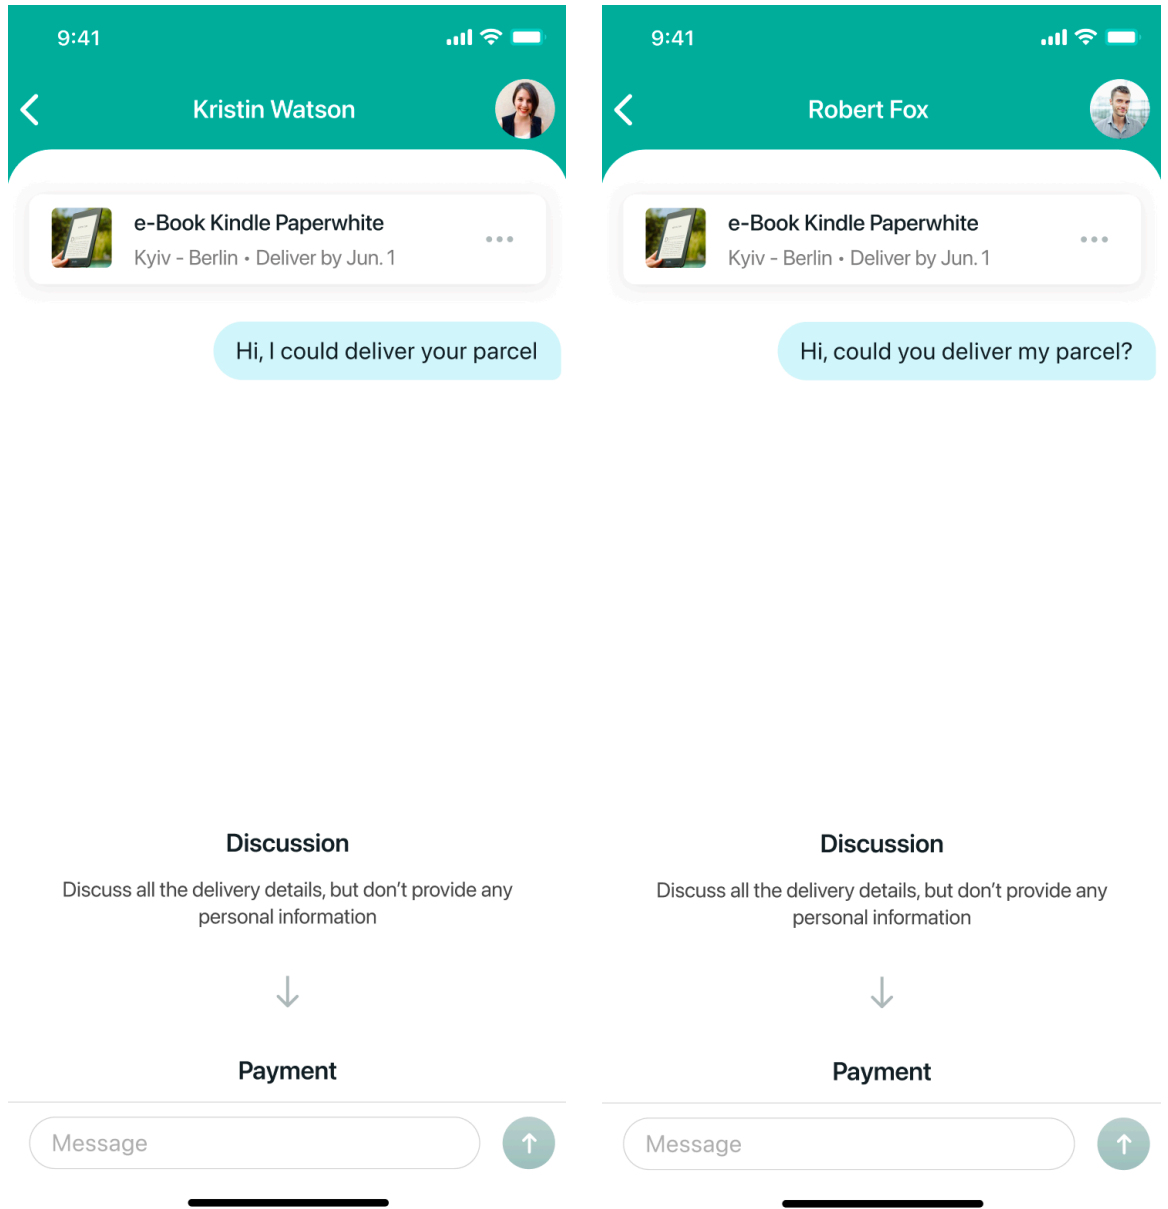 9:41
Kristin Watson
e-Book Kindle Paperwhite
Kyiv - Berlin • Deliver by Jun. 1
Hi, I could deliver your parcel
Discussion
Discuss all the delivery details, but don't provide any
personal information
Payment
Message
9:41
Robert Fox
e-Book Kindle Paperwhite
Kyiv - Berlin • Deliver by Jun. 1
Hi, could you deliver my parcel?
Discussion
Discuss all the delivery details, but don't provide any
personal information
Payment
Message